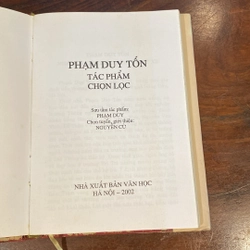 PHẠM DUY TỐN
TÁC PHẨM
CHỌN LỌC
Sưu tầm tác phẩm:
PHẠM DUY
Chọn tuyển, giới thiệu:
NGUYỄN CỪ
NHÀ XUẤT BẢN VĂN HỌC
HÀ NỘI - 2002